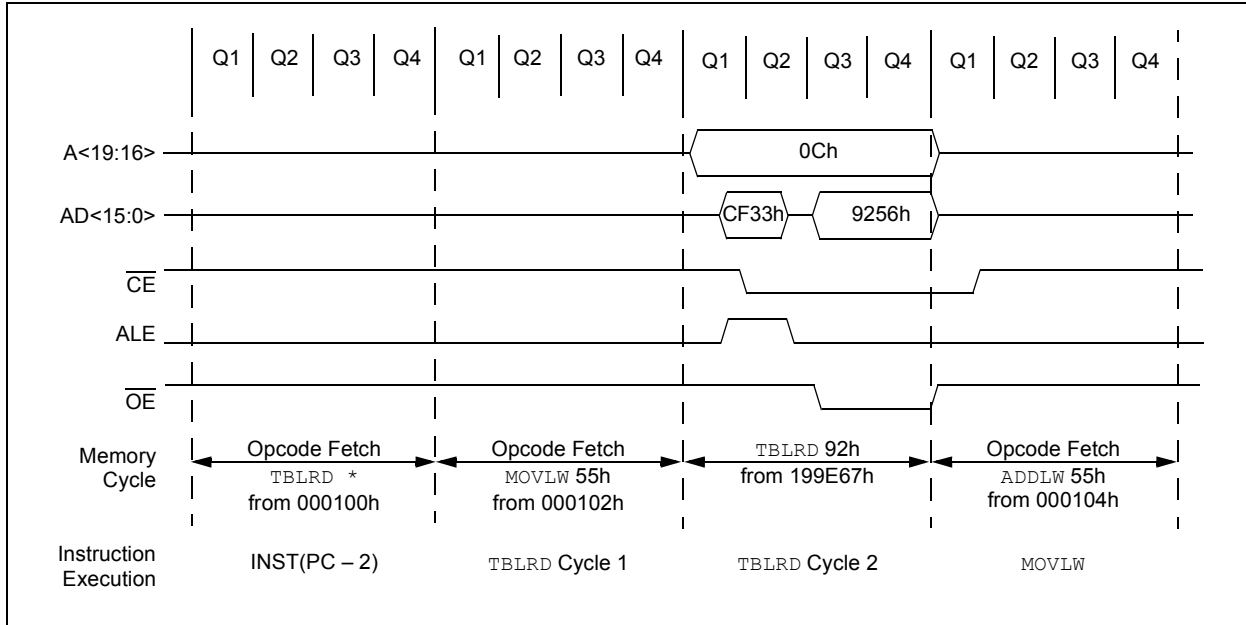 Q1 Q2 Q3 Q4 Q1 Q2 Q3 Q4 Q1 Q2 Q3 Q4 Q1 Q2 Q3 Q4
A<19:16> 0Ch
AD<15:0> CF33h 9256h
CE
ALE
OE
Memory Cycle
Opcode Fetch
TBLRD *
from 000100h
Opcode Fetch
MOVLW 55h
from 000102h
TBLRD 92h
from 199E67h
Opcode Fetch
ADDLW 55h
from 000104h
Instruction Execution
INST(PC – 2)
TBLRD Cycle 1
TBLRD Cycle 2
MOVLW